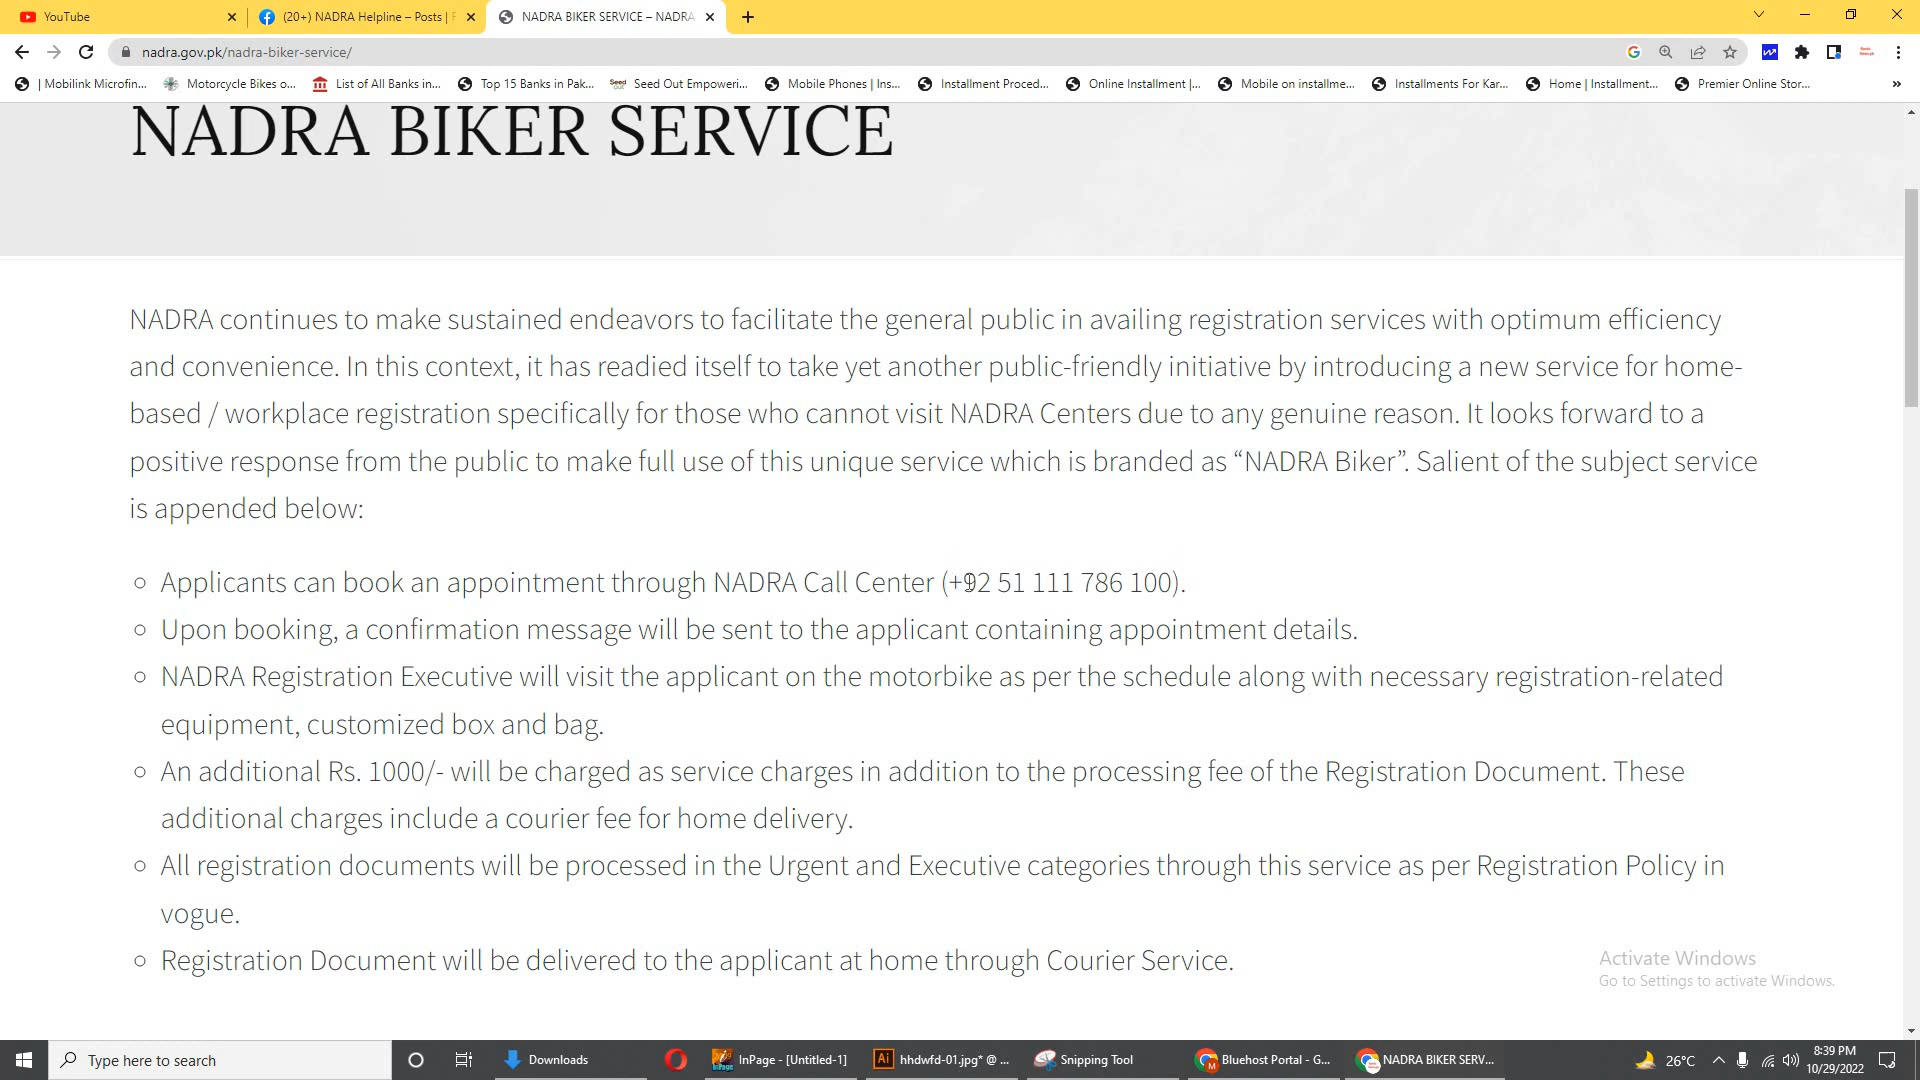 YouTube
(20+) NADRA Helpline – Posts | F
NADRA BIKER SERVICE – NADRA
nadra.gov.pk/nadra-biker-service/
| Mobilink Microfin...
Motorcycle Bikes o...
List of All Banks in...
Top 15 Banks in Pak...
Seed Out Empoweri...
Mobile Phones | Ins...
Installment Proced...
Online Installment |...
Mobile on installme...
Installments For Kar...
Home | Installment...
Premier Online Stor...
NADRA BIKER SERVICE
NADRA continues to make sustained endeavors to facilitate the general public in availing registration services with optimum efficiency
and convenience. In this context, it has readied itself to take yet another public-friendly initiative by introducing a new service for home-
based / workplace registration specifically for those who cannot visit NADRA Centers due to any genuine reason. It looks forward to a
positive response from the public to make full use of this unique service which is branded as “NADRA Biker”. Salient of the subject service
is appended below:
Applicants can book an appointment through NADRA Call Center (+92 51 111 786 100).
Upon booking, a confirmation message will be sent to the applicant containing appointment details.
NADRA Registration Executive will visit the applicant on the motorbike as per the schedule along with necessary registration-related
equipment, customized box and bag.
An additional Rs. 1000/- will be charged as service charges in addition to the processing fee of the Registration Document. These
additional charges include a courier fee for home delivery.
All registration documents will be processed in the Urgent and Executive categories through this service as per Registration Policy in
vogue.
Registration Document will be delivered to the applicant at home through Courier Service.
Activate Windows
Go to Settings to activate Windows.
Type here to search
Downloads
InPage - [Untitled-1]
Ai
hhdwfd-01.jpg* @ ...
Snipping Tool
Bluehost Portal - G...
NADRA BIKER SERV...
26°C
8:39 PM
10/29/2022